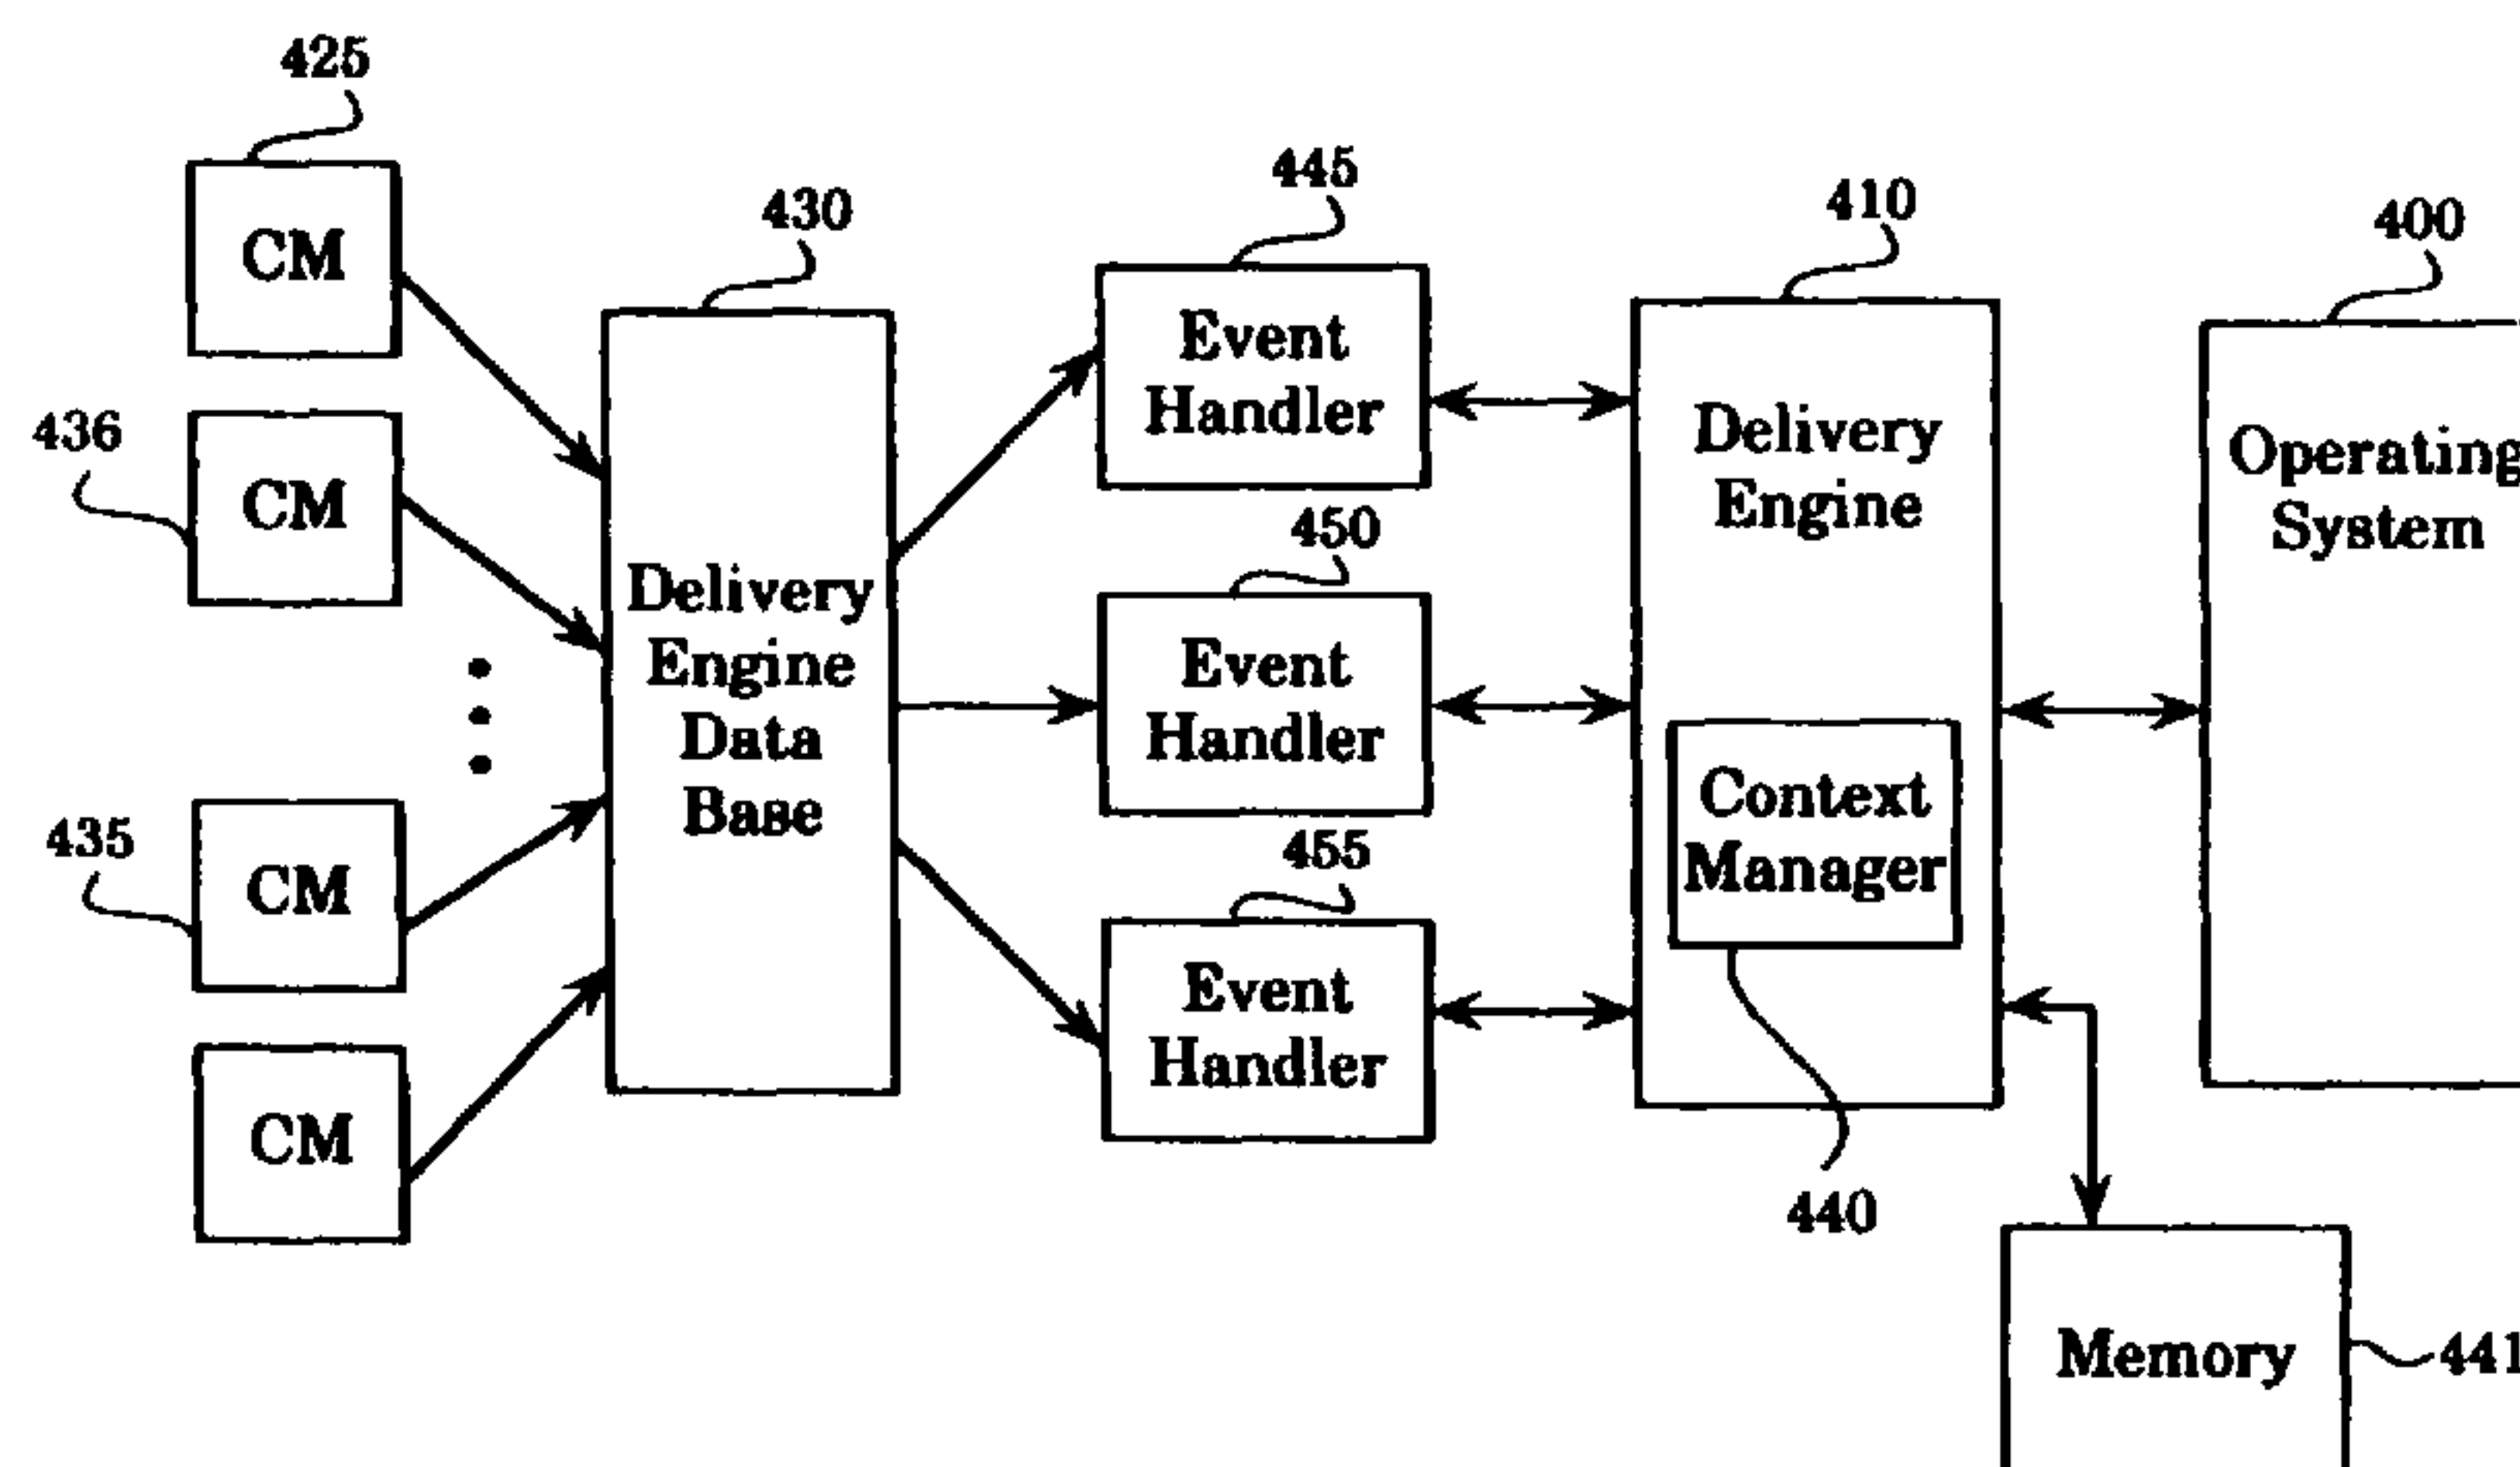 425
CM
436
CM
435
CM
CM
430
Delivery
Engine
Data
Base
445
Event
Handler
450
Event
Handler
455
Event
Handler
410
Delivery
Engine
Context
Manager
440
400
Operating
System
Memory
441